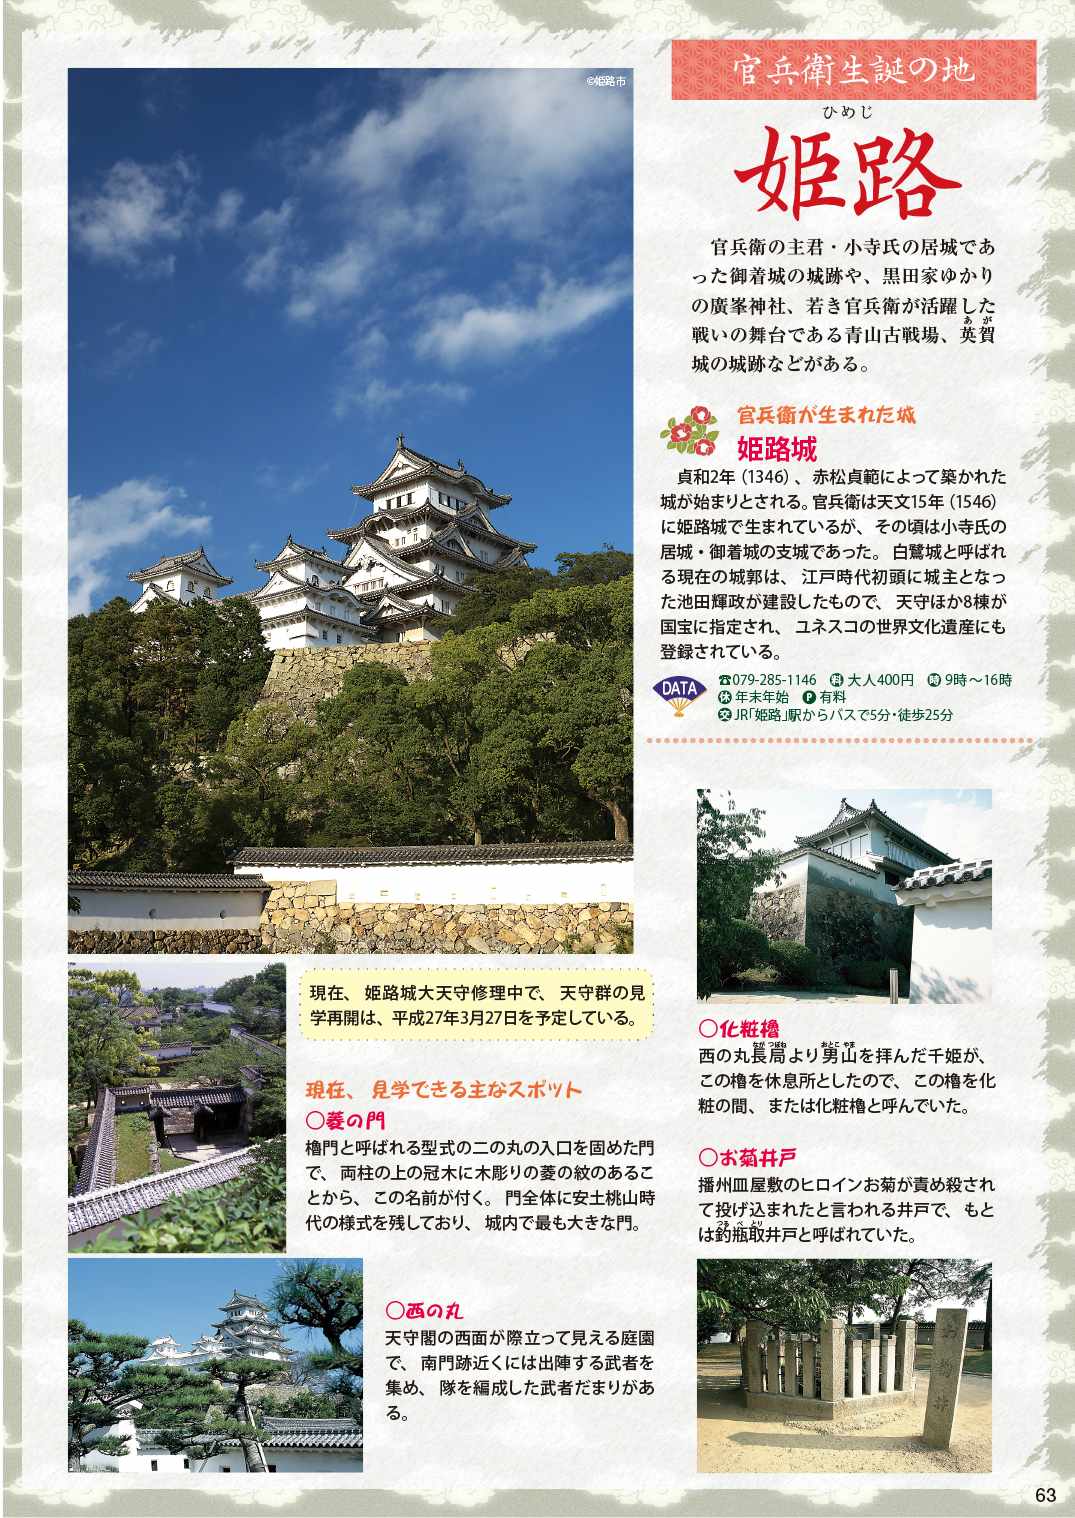 ©姫路市
官兵衛生誕の地
ひめじ
姫路
官兵衛の主君・小寺氏の居城であ
った御着城の城跡や、黒田家ゆかり
の廣峯神社、若き官兵衛が活躍した
戦いの舞台である青山古戦場、英賀
あが
城の城跡などがある。
官兵衛が生まれた城
姫路城
貞和2年（1346）、赤松貞範によって築かれた
城が始まりとされる。官兵衛は天文15年（1546）
に姫路城で生まれているが、その頃は小寺氏の
居城・御着城の支城であった。白鷺城と呼ばれ
る現在の城郭は、江戸時代初頭に城主となっ
た池田輝政が建設したもので、天守ほか8棟が
国宝に指定され、ユネスコの世界文化遺産にも
登録されている。
DATA
☎079-285-1146 料大人400円 時9時〜16時
休年末年始 P有料
交JR「姫路」駅からバスで5分・徒歩25分
現在、姫路城大天守修理中で、天守群の見
学再開は、平成27年3月27日を予定している。
現在、見学できる主なスポット
○菱の門
櫓門と呼ばれる型式の二の丸の入口を固めた門
で、両柱の上の冠木に木彫りの菱の紋のあるこ
とから、この名前が付く。門全体に安土桃山時
代の様式を残しており、城内で最も大きな門。
○西の丸
天守閣の西面が際立って見える庭園
で、南門跡近くには出陣する武者を
集め、隊を編成した武者だまりがあ
る。
○化粧櫓
西の丸長局より男山を拝んだ千姫が、
ながつぼね おとこやま
この櫓を休息所としたので、この櫓を化
粧の間、または化粧櫓と呼んでいた。
○お菊井戸
播州皿屋敷のヒロインお菊が責め殺され
て投げ込まれたと言われる井戸で、もと
は釣瓶取井戸と呼ばれていた。
つるべとり
お菊井
63